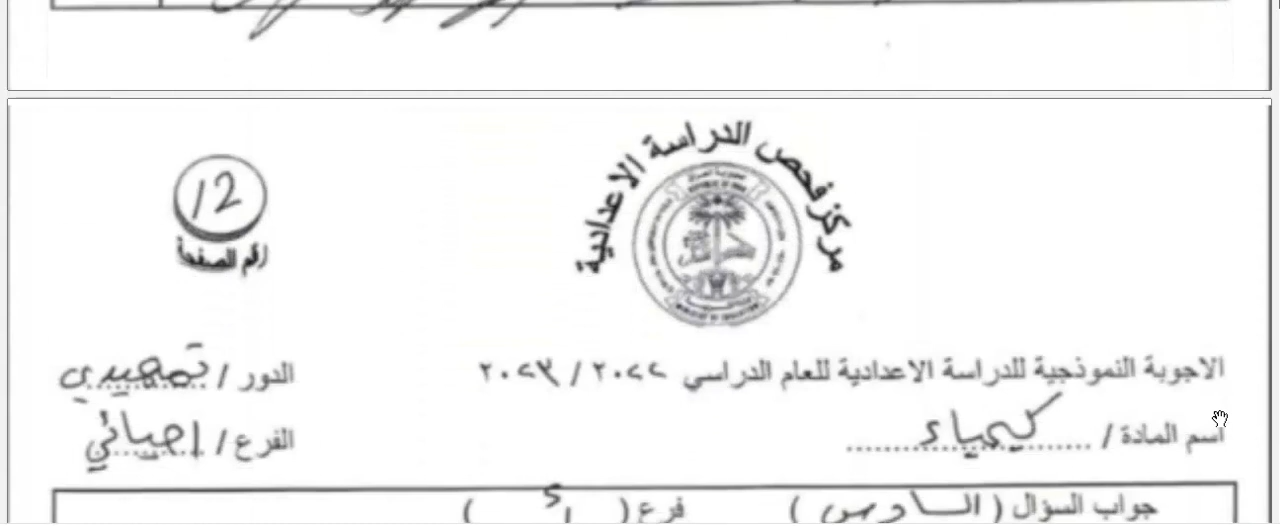 مركز فحص الدراسة الاعدادية
12
رقم الصفحة
الاجوبة النموذجية للدراسة الاعدادية للعام الدراسي ٢٠٢٢ / ٢٠٢٣
الدور / تمهيدي
اسم المادة / كيمياء
الفرع / احيائي
جواب السؤال ( السادس ) فرع ( أ )